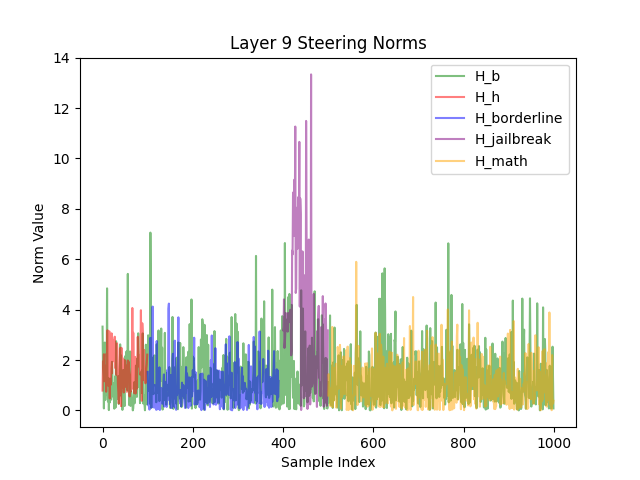 Layer 9 Steering Norms
14
12
10
8
6
4
2
0
Norm Value
H_b
H_h
H_borderline
H_jailbreak
H_math
0 200 400 600 800 1000
Sample Index